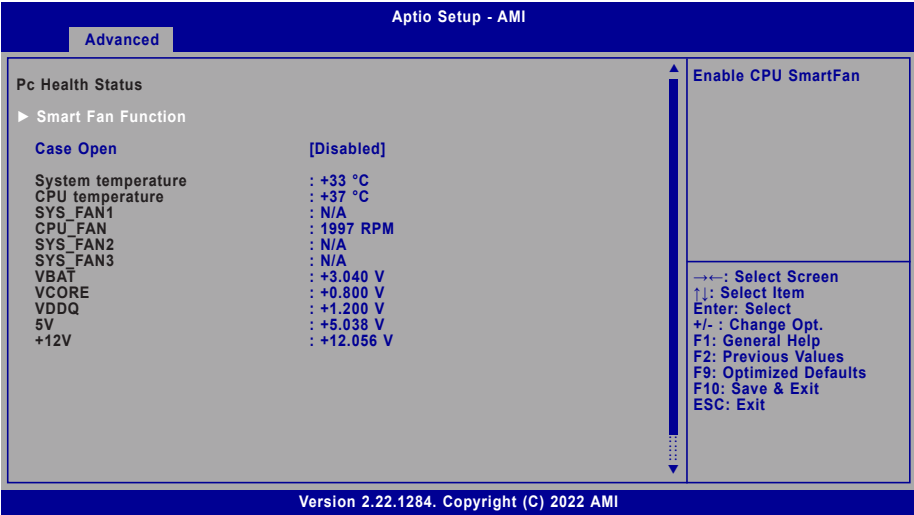 Aptio Setup - AMI
Advanced
Pc Health Status
► Smart Fan Function
Case Open [Disabled]
System temperature : +33 °C
CPU temperature : +37 °C
SYS_FAN1 : N/A
CPU_FAN : 1997 RPM
SYS_FAN2 : N/A
SYS_FAN3 : N/A
VBAT : +3.040 V
VCORE : +0.800 V
VDDQ : +1.200 V
5V : +5.038 V
+12V : +12.056 V
Enable CPU SmartFan
→←: Select Screen
↑↓: Select Item
Enter: Select
+/- : Change Opt.
F1: General Help
F2: Previous Values
F9: Optimized Defaults
F10: Save & Exit
ESC: Exit
Version 2.22.1284. Copyright (C) 2022 AMI